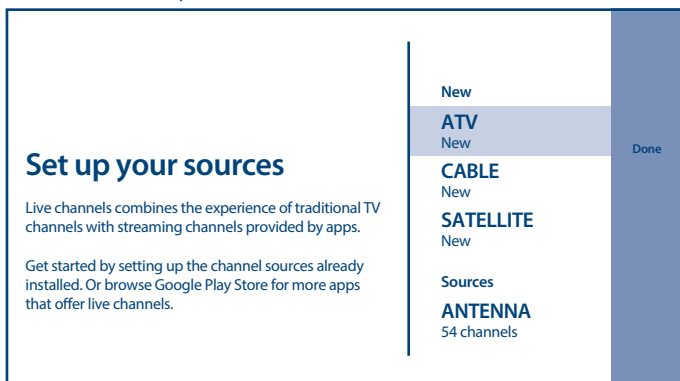 Set up your sources
Live channels combines the experience of traditional TV
channels with streaming channels provided by apps.
Get started by setting up the channel sources already
installed. Or browse Google Play Store for more apps
that offer live channels.
New
ATV
New
CABLE
New
SATELLITE
New
Sources
ANTENNA
54 channels
Done